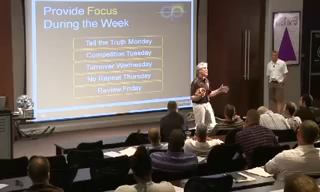 Provide Focus
During the Week
Tell the Truth Monday
Competition Tuesday
Turnover Wednesday
No Repeat Thursday
Review Friday